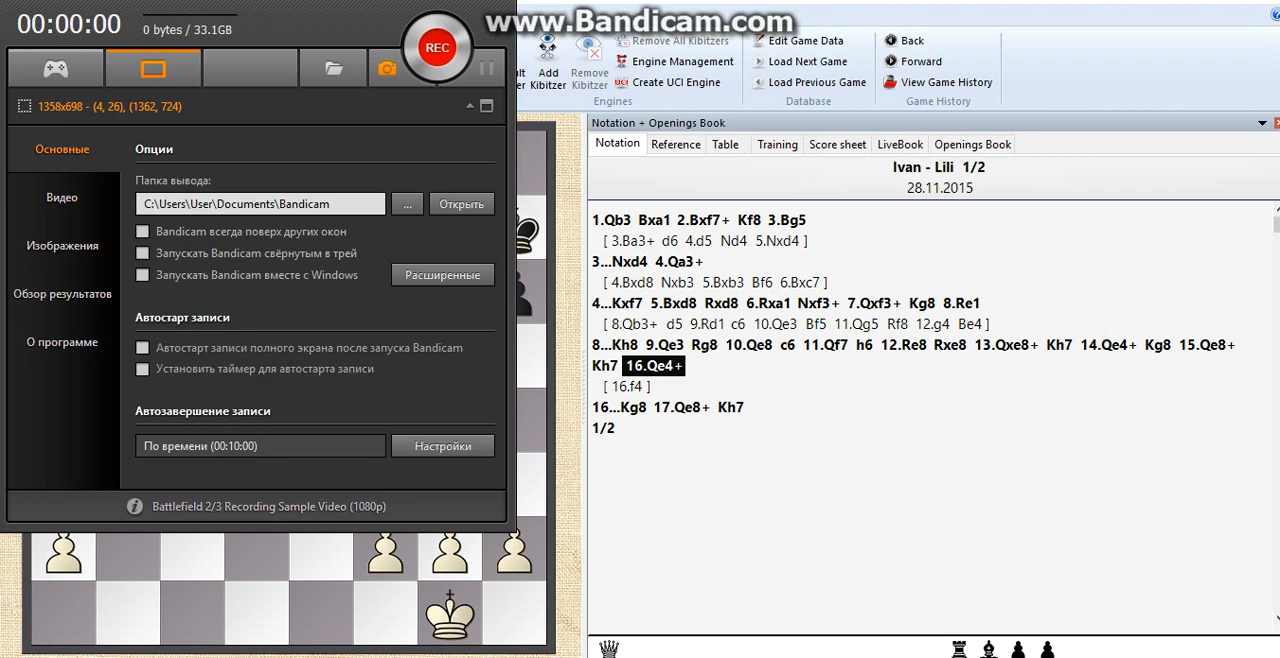 www.Bandicam.com
00:00:00
0 bytes / 33.1GB
REC
1358x698 - (4, 26), (1362, 724)
Основные
Видео
Изображения
Обзор результатов
О программе
Опции
Папка вывода:
C:\Users\User\Documents\Bandicam
...
Открыть
Bandicam всегда поверх других окон
Запускать Bandicam свёрнутым в трей
Запускать Bandicam вместе с Windows
Расширенные
Автостарт записи
Автостарт записи полного экрана после запуска Bandicam
Установить таймер для автостарта записи
Автозавершение записи
По времени (00:10:00)
Настройки
Battlefield 2/3 Recording Sample Video (1080p)
Add
Kibitzer
Remove
Kibitzer
Remove All Kibitzers
Engine Management
UCI Create UCI Engine
Engines
Edit Game Data
Load Next Game
Load Previous Game
Database
Back
Forward
View Game History
Game History
Notation + Openings Book
Notation Reference Table Training Score sheet LiveBook Openings Book
Ivan - Lili 1/2
28.11.2015
1.Qb3 Bxa1 2.Bxf7+ Kf8 3.Bg5
[ 3.Ba3+ d6 4.d5 Nd4 5.Nxd4 ]
3...Nxd4 4.Qa3+
[ 4.Bxd8 Nxb3 5.Bxb3 Bf6 6.Bxc7 ]
4...Kxf7 5.Bxd8 Rxd8 6.Rxa1 Nxf3+ 7.Qxf3+ Kg8 8.Re1
[ 8.Qb3+ d5 9.Rd1 c6 10.Qe3 Bf5 11.Qg5 Rf8 12.g4 Be4 ]
8...Kh8 9.Qe3 Rg8 10.Qe8 c6 11.Qf7 h6 12.Re8 Rxe8 13.Qxe8+ Kh7 14.Qe4+ Kg8 15.Qe8+
Kh7 16.Qe4+
[ 16.f4 ]
16...Kg8 17.Qe8+ Kh7
1/2